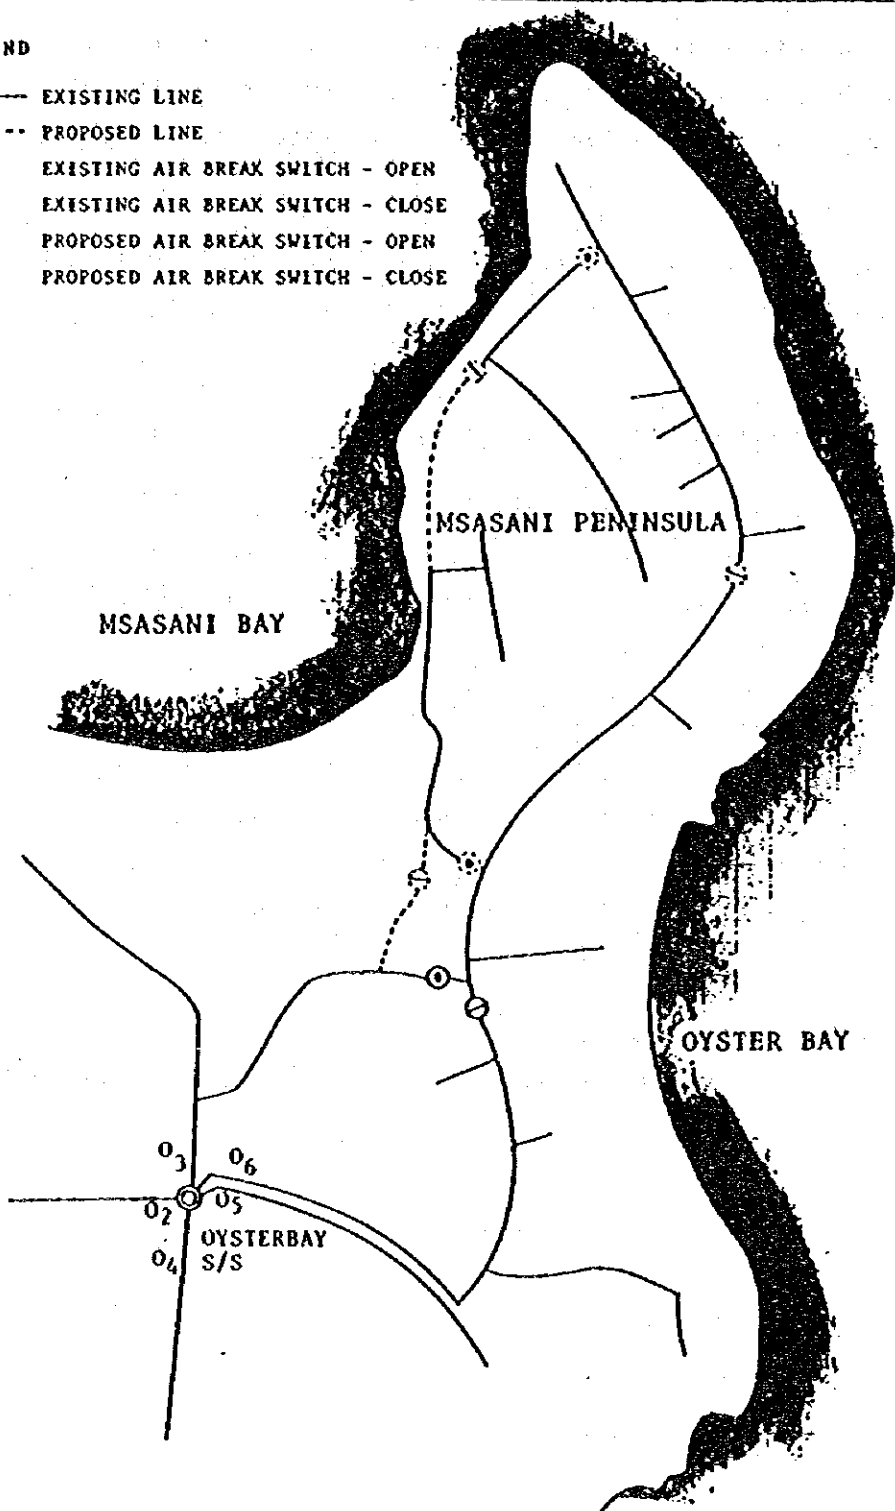 ND
EXISTING LINE
PROPOSED LINE
EXISTING AIR BREAK SWITCH - OPEN
EXISTING AIR BREAK SWITCH - CLOSE
PROPOSED AIR BREAK SWITCH - OPEN
PROPOSED AIR BREAK SWITCH - CLOSE
MSASANI PENINSULA
MSASANI BAY
OYSTER BAY
O3
O6
O2
O5
OYSTERBAY
S/S
O4